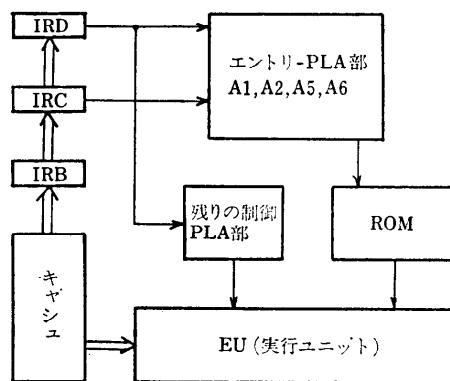 IRD
エントリ-PLA部
A1,A2,A5,A6
IRC
IRB
残りの制御
PLA部
ROM
キャシュ
EU(実行ユニット)